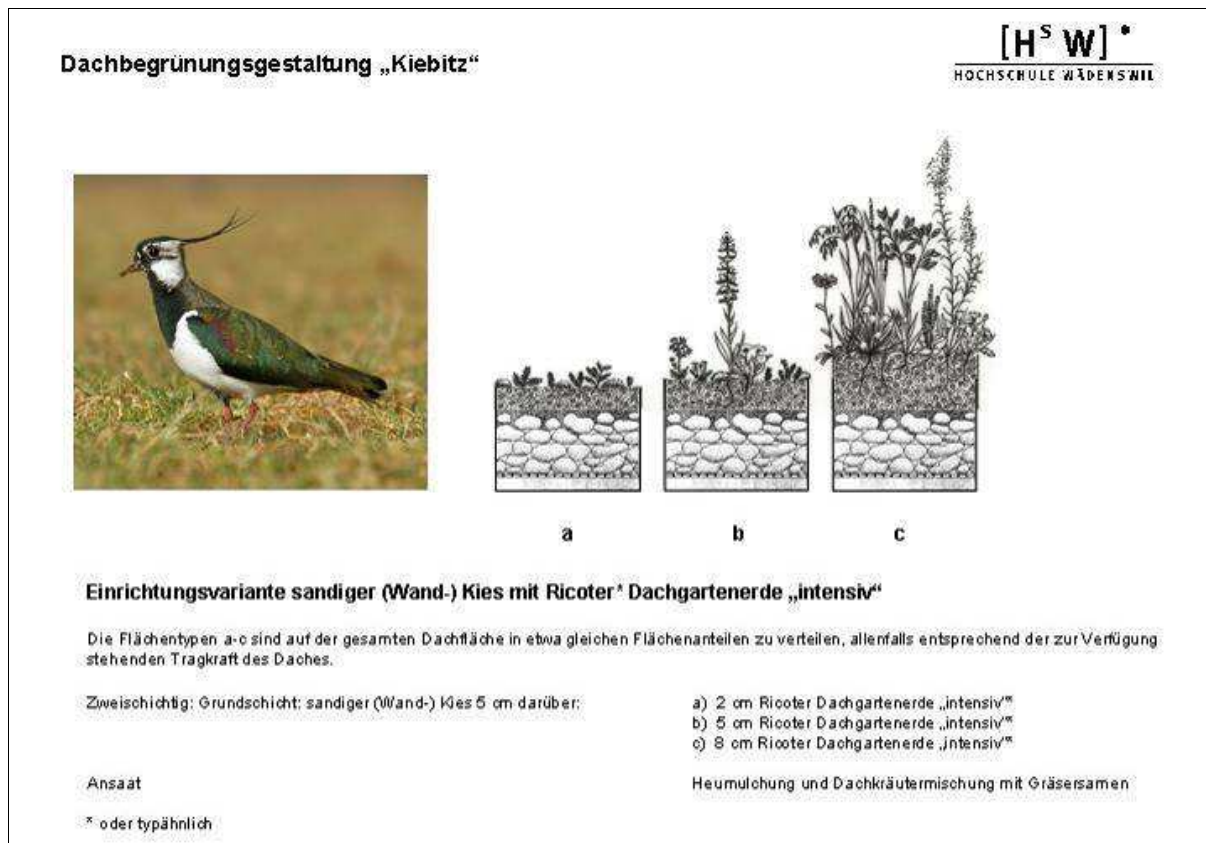 Dachbegrünungsgestaltung „Kiebitz“
[H S W] •
HOCHSCHULE WÄDENSWIL
a
b
c
Einrichtungsvariante sandiger (Wand-) Kies mit Ricoter* Dachgartenerde „intensiv“
Die Flächentypen a-c sind auf der gesamten Dachfläche in etwa gleichen Flächenanteilen zu verteilen, allenfalls entsprechend der zur Verfügung
stehenden Tragkraft des Daches.
Zweischichtig: Grundschicht: sandiger (Wand-) Kies 5 cm darüber:
a) 2 cm Ricoter Dachgartenerde „intensiv“*
b) 5 cm Ricoter Dachgartenerde „intensiv“*
c) 8 cm Ricoter Dachgartenerde „intensiv“*
Ansaat
Heumulchung und Dachkräutermischung mit Gräsersamen
* oder typähnlich